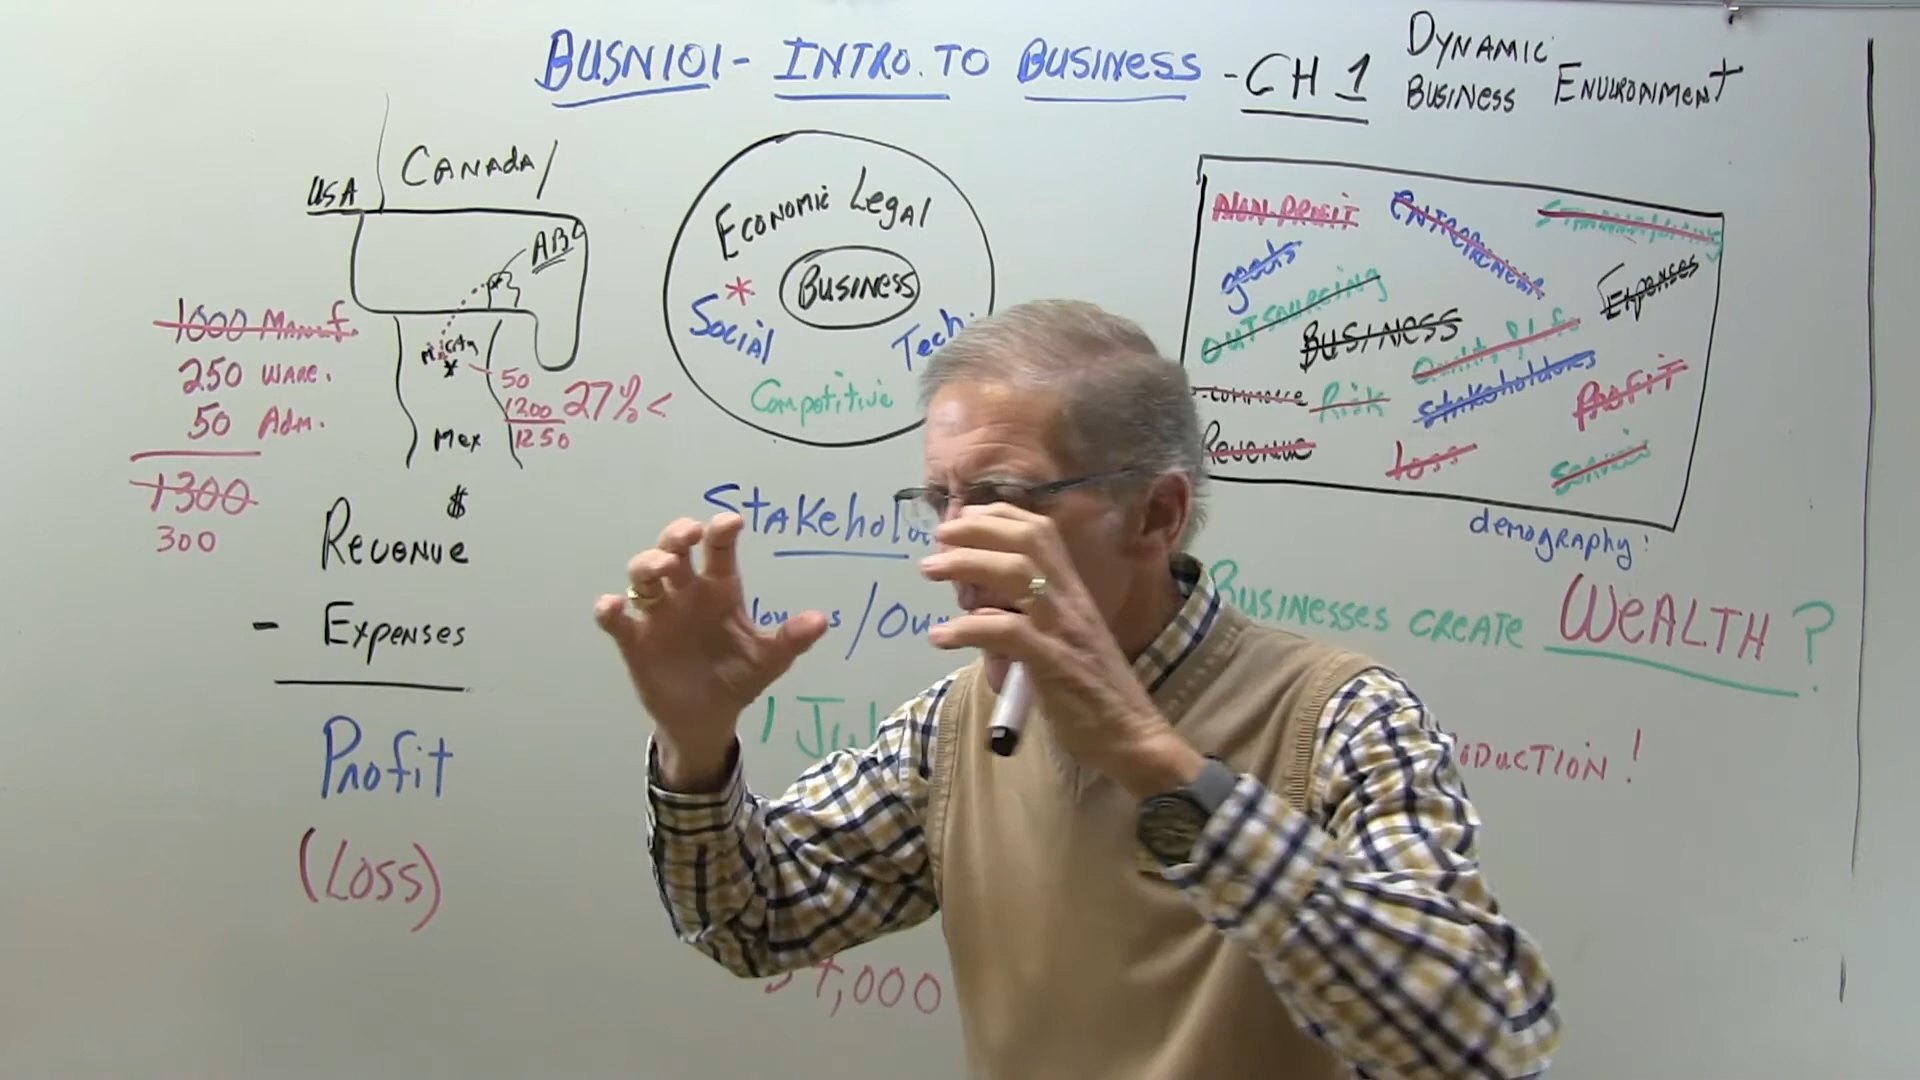 BUSN101 - INTRO. TO BUSINESS - CH 1
DYNAMIC
BUSINESS ENVIRONMENT
USA
CANADA
ABC
Mex
1000 Manuf.
250 WARE.
50 Adm.
1300
300
50
1200
1250
27% <
$
REVENUE
- EXPENSES
PROFIT
(LOSS)
ECONOMIC LEGAL
BUSINESS
* Social
Tech.
Competitive
NON-PROFIT
ENTREPRENEUR
goods
EXPENSES
OUTSOURCING
BUSINESS
Risk
stakeholders
PROFIT
REVENUE
Loss
demography:
BUSINESSES CREATE WEALTH?